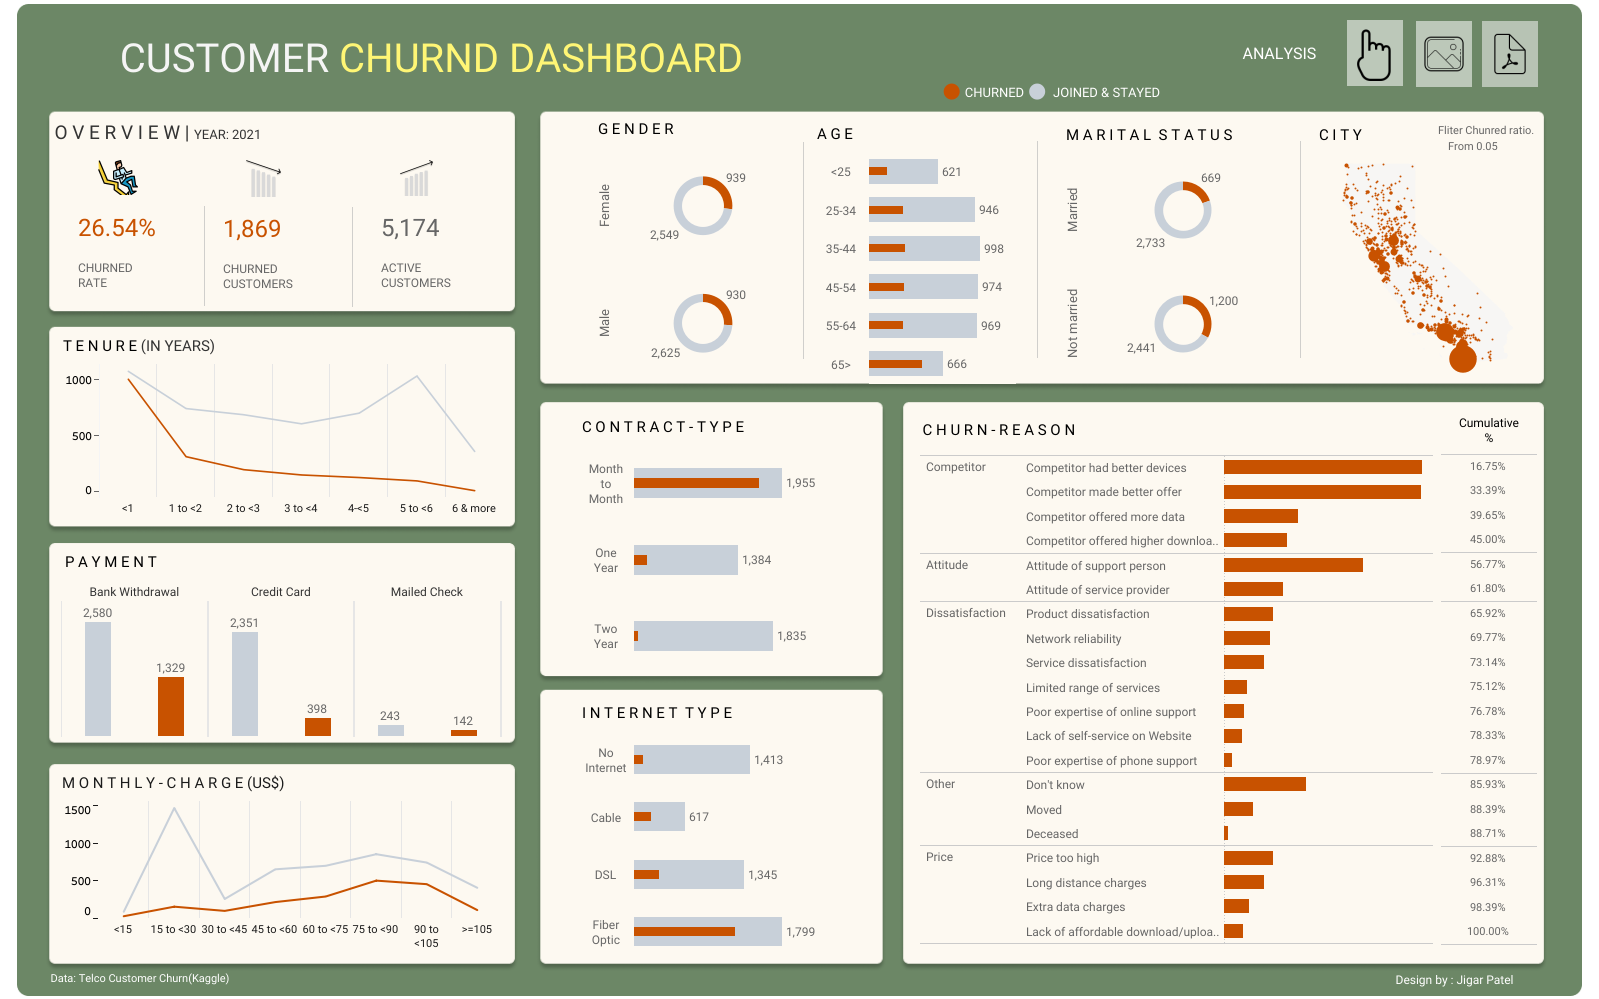 CUSTOMER CHURND DASHBOARD
ANALYSIS
CHURNED JOINED & STAYED
OVERVIEW| YEAR: 2021
26.54%
CHURNED
RATE
1,869
CHURNED
CUSTOMERS
5,174
ACTIVE
CUSTOMERS
TENURE(IN YEARS)
1000
500
0
<1 1 to <2 2 to <3 3 to <4 4-<5 5 to <6 6 & more
PAYMENT
Bank Withdrawal Credit Card Mailed Check
2,580 1,329 2,351 398 243 142
MONTHLY-CHARGE(US$)
1500
1000
500
0
<15 15 to <30 30 to <45 45 to <60 60 to <75 75 to <90 90 to <105 >=105
GENDER
Female
939
2,549
Male
930
2,625
AGE
<25 621
25-34 946
35-44 998
45-54 974
55-64 969
65> 666
MARITAL STATUS
Married
669
2,733
Not married
1,200
2,441
CITY
Fliter Chunred ratio.
From 0.05
CONTRACT-TYPE
Month
to
Month
1,955
One
Year
1,384
Two
Year
1,835
INTERNET TYPE
No
Internet
1,413
Cable 617
DSL 1,345
Fiber
Optic
1,799
CHURN-REASON
Cumulative
%
Competitor Competitor had better devices 16.75%
Competitor made better offer 33.39%
Competitor offered more data 39.65%
Competitor offered higher downloa.. 45.00%
Attitude Attitude of support person 56.77%
Attitude of service provider 61.80%
Dissatisfaction Product dissatisfaction 65.92%
Network reliability 69.77%
Service dissatisfaction 73.14%
Limited range of services 75.12%
Poor expertise of online support 76.78%
Lack of self-service on Website 78.33%
Poor expertise of phone support 78.97%
Other Don't know 85.93%
Moved 88.39%
Deceased 88.71%
Price Price too high 92.88%
Long distance charges 96.31%
Extra data charges 98.39%
Lack of affordable download/uploa.. 100.00%
Data: Telco Customer Churn(Kaggle)
Design by : Jigar Patel